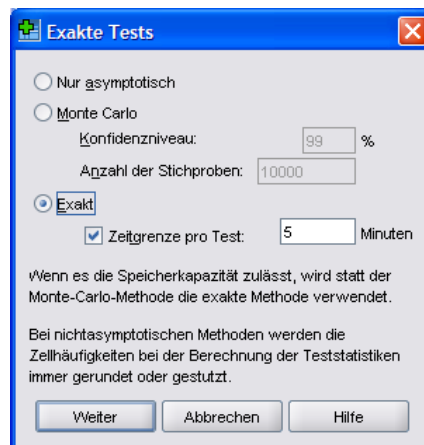 Exakte Tests
Nur asymptotisch
Monte Carlo
Konfidenzniveau: 99 %
Anzahl der Stichproben: 10000
Exakt
Zeitgrenze pro Test: 5 Minuten
Wenn es die Speicherkapazität zulässt, wird statt der
Monte-Carlo-Methode die exakte Methode verwendet.
Bei nichtasymptotischen Methoden werden die
Zellhäufigkeiten bei der Berechnung der Teststatistiken
immer gerundet oder gestutzt.
Weiter Abbrechen Hilfe